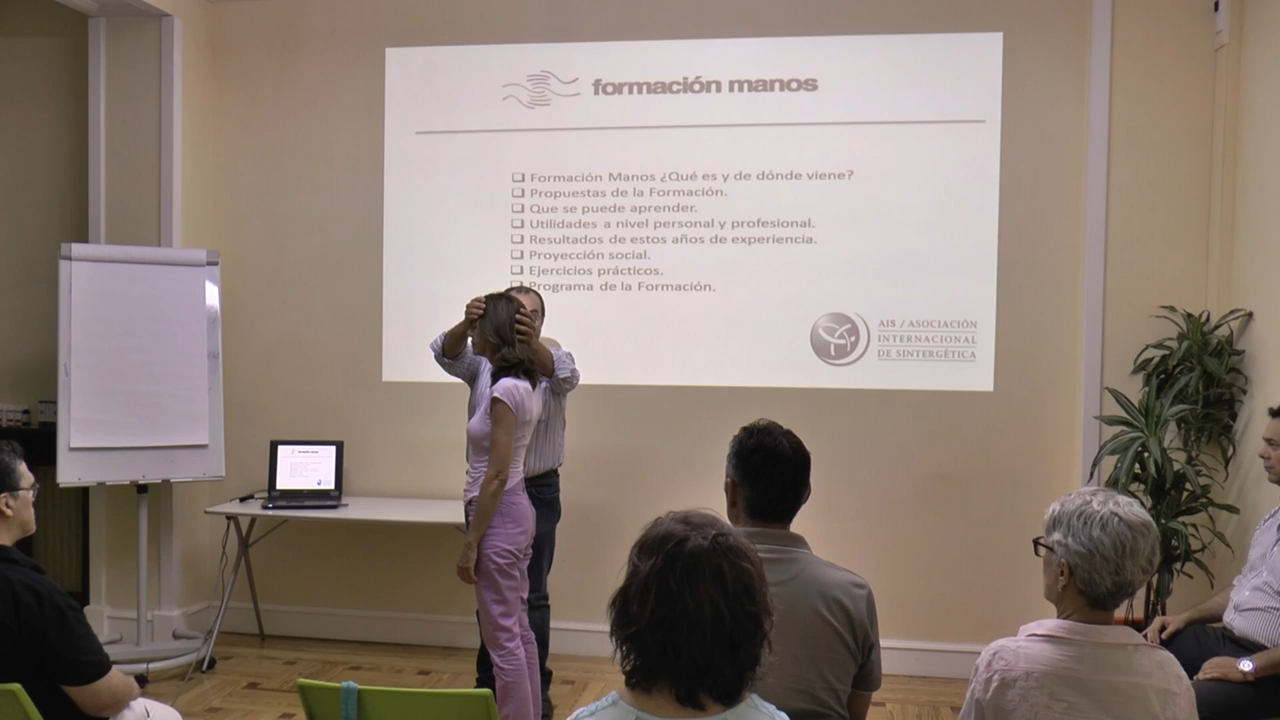 formación manos
❑ Formación Manos ¿Qué es y de dónde viene?
❑ Propuestas de la Formación.
❑ Que se puede aprender.
❑ Utilidades a nivel personal y profesional.
❑ Resultados de estos años de experiencia.
❑ Proyección social.
❑ Ejercicios prácticos.
❑ Programa de la Formación.
AIS / ASOCIACIÓN
INTERNACIONAL
DE SINTERGÉTICA